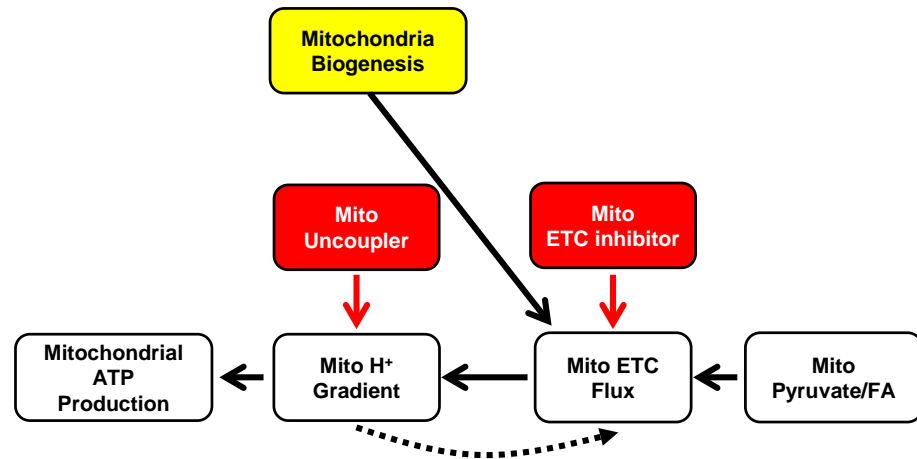 Mitochondria
Biogenesis
Mito
Uncoupler
Mito
ETC inhibitor
Mitochondrial
ATP
Production
Mito H⁺
Gradient
Mito ETC
Flux
Mito
Pyruvate/FA